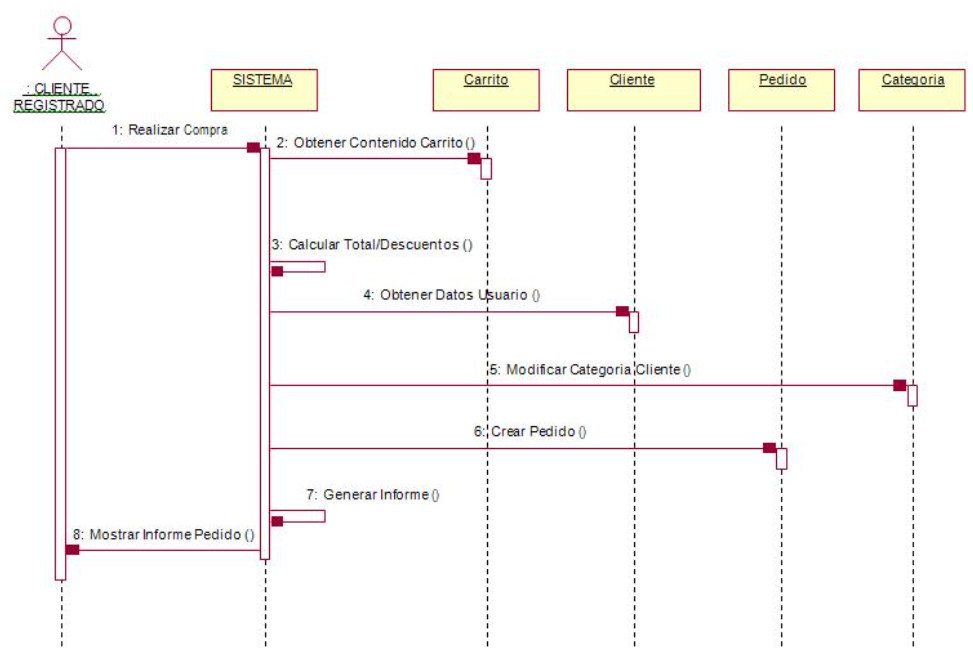 : CLIENTE
REGISTRADO
SISTEMA
Carrito
Cliente
Pedido
Categoria
1: Realizar Compra
2: Obtener Contenido Carrito ()
3: Calcular Total/Descuentos ()
4: Obtener Datos Usuario ()
5: Modificar Categoria Cliente ()
6: Crear Pedido ()
7: Generar Informe ()
8: Mostrar Informe Pedido ()